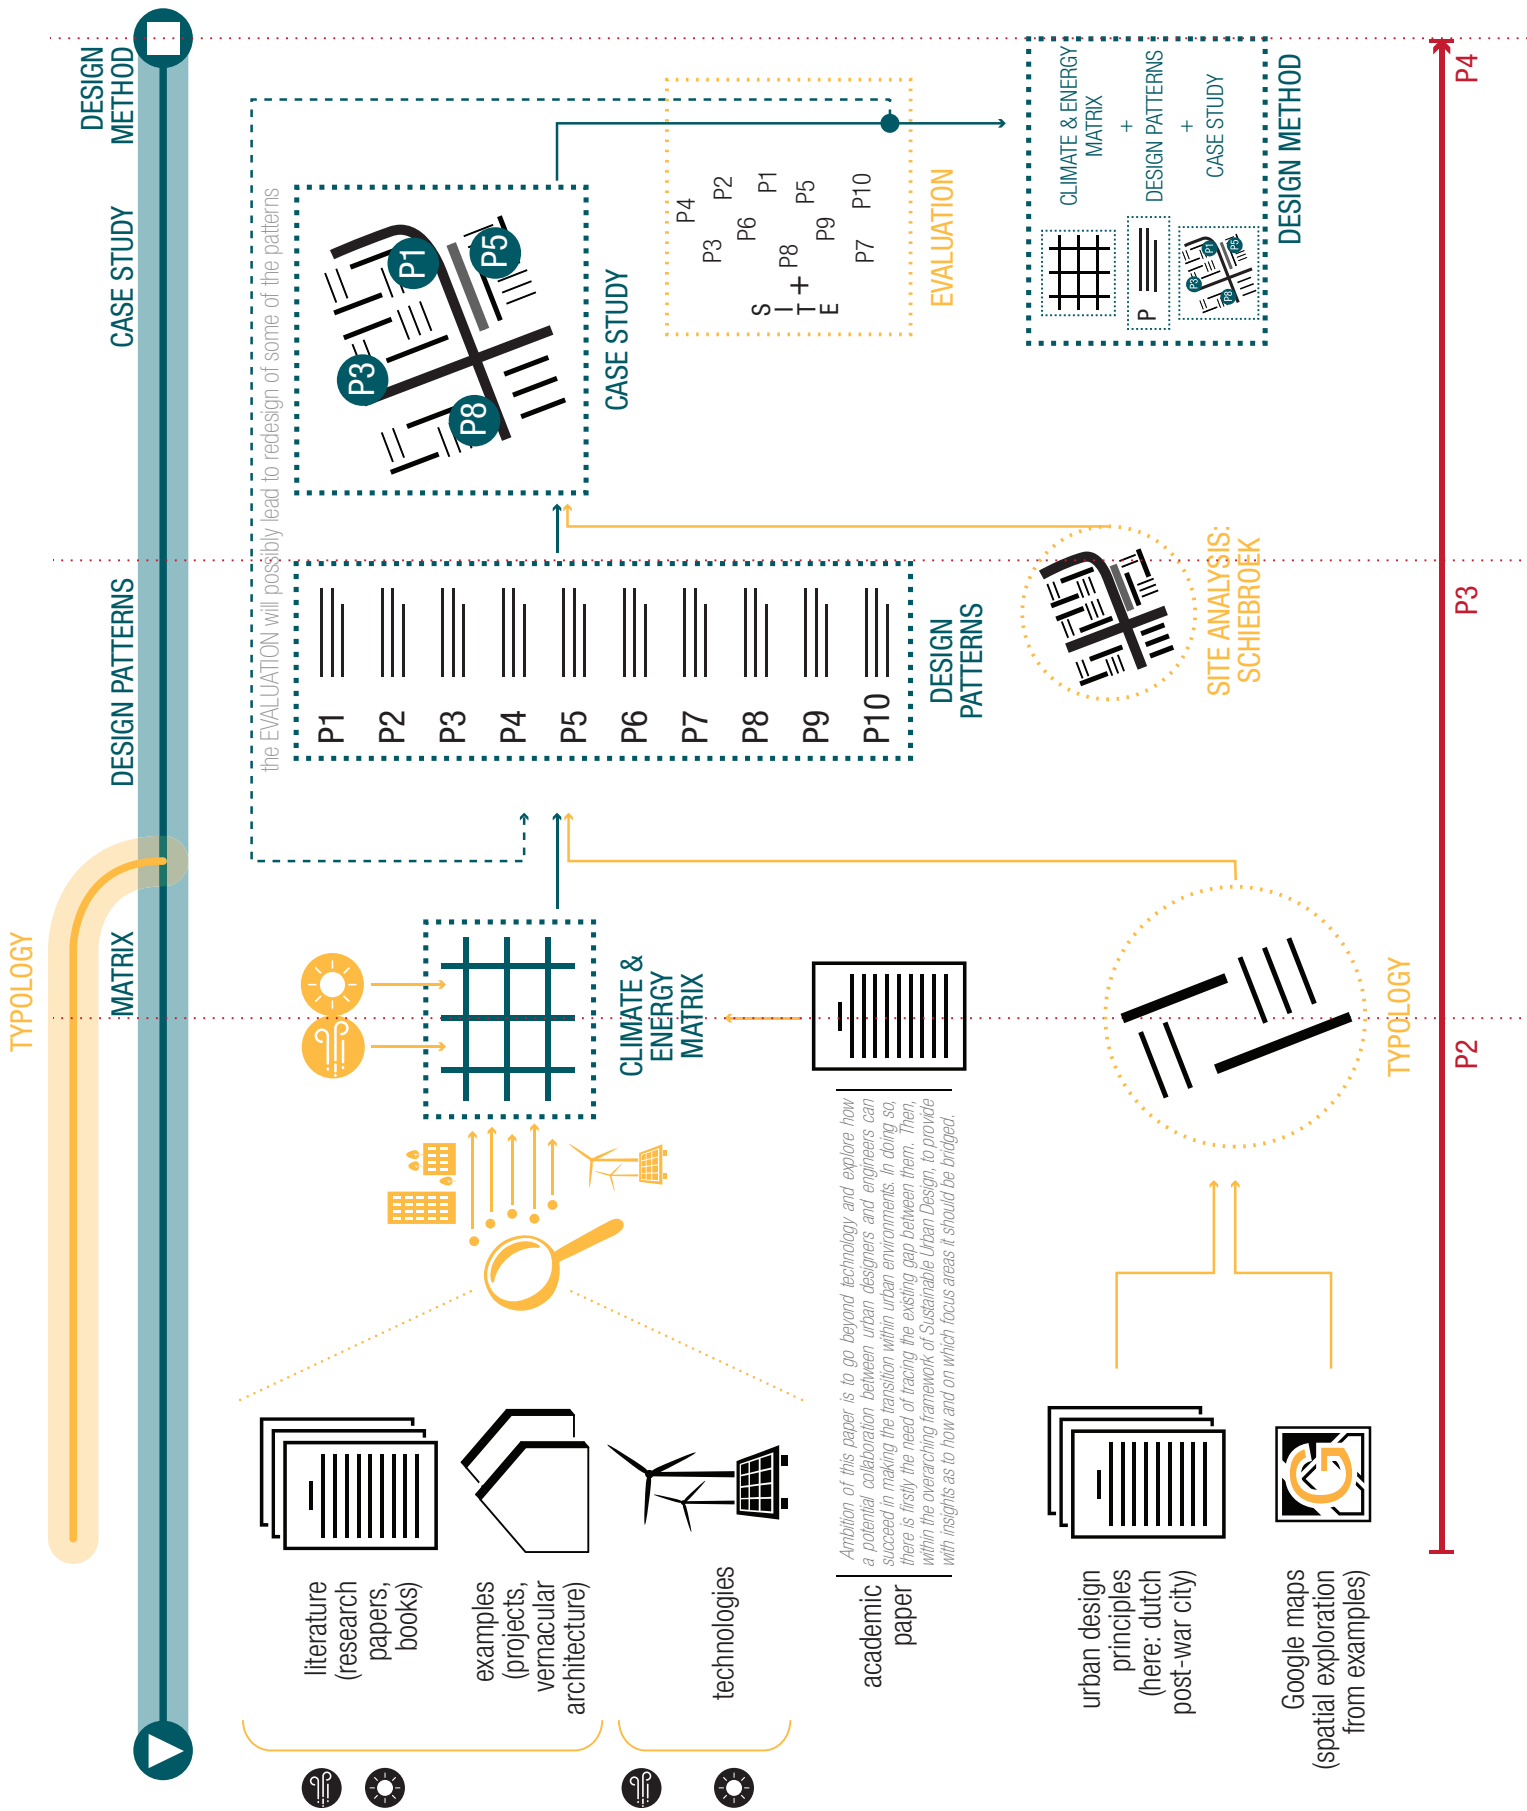 TYPOLOGY
MATRIX
DESIGN PATTERNS
CASE STUDY
DESIGN
METHOD
literature
(research
papers,
books)
examples
(projects,
vernacular
architecture)
technologies
academic
paper
Ambition of this paper is to go beyond technology and explore how
a potential collaboration between urban designers and engineers can
succeed in making the transition within urban environments. In doing so,
there is firstly the need of tracing the existing gap between them. Then,
within the overarching framework of Sustainable Urban Design, to provide
with insights as to how and on which focus areas it should be bridged.
urban design
principles
(here: dutch
post-war city)
Google maps
(spatial exploration
from examples)
G
CLIMATE &
ENERGY
MATRIX
TYPOLOGY
the EVALUATION will possibly lead to redesign of some of the patterns
P1
P2
P3
P4
P5
P6
P7
P8
P9
P10
DESIGN
PATTERNS
SITE ANALYSIS:
SCHIEBROEK
P3
P1
P8
P5
CASE STUDY
SITE
+
P4
P3
P2
P6
P1
P8
P5
P9
P7
P10
EVALUATION
CLIMATE & ENERGY
MATRIX
+
P
DESIGN PATTERNS
+
P3
P1
P8
P5
CASE STUDY
DESIGN METHOD
P2
P3
P4